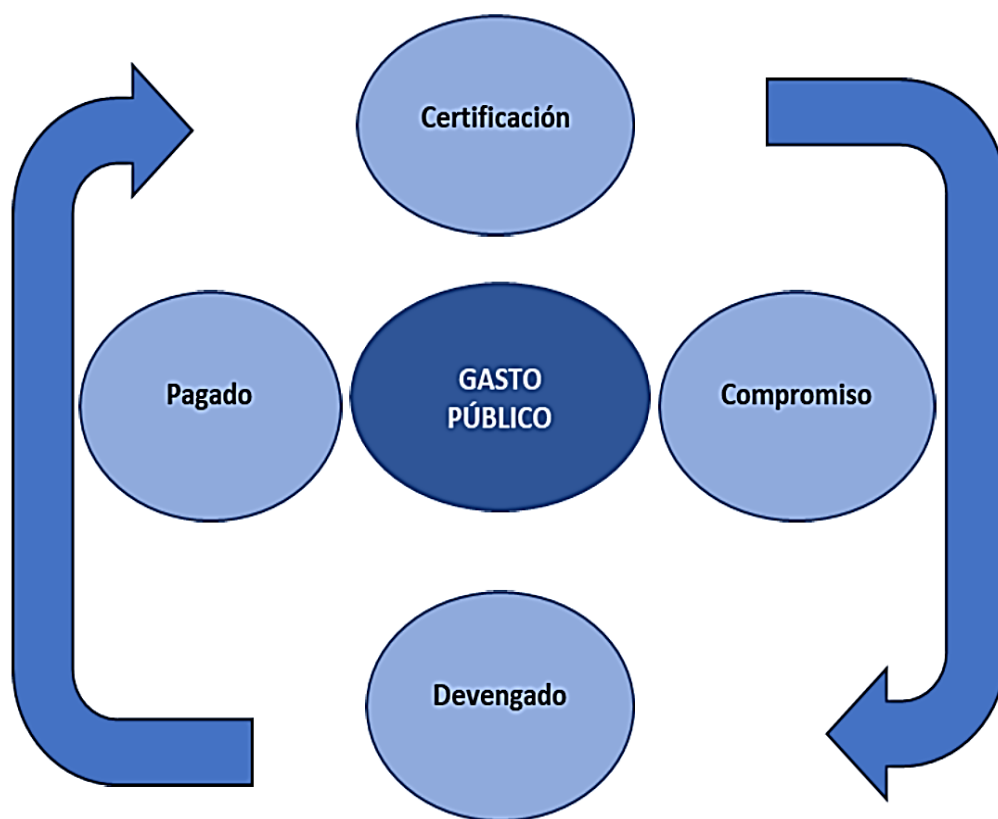 Certificación
Pagado
GASTO
PÚBLICO
Compromiso
Devengado